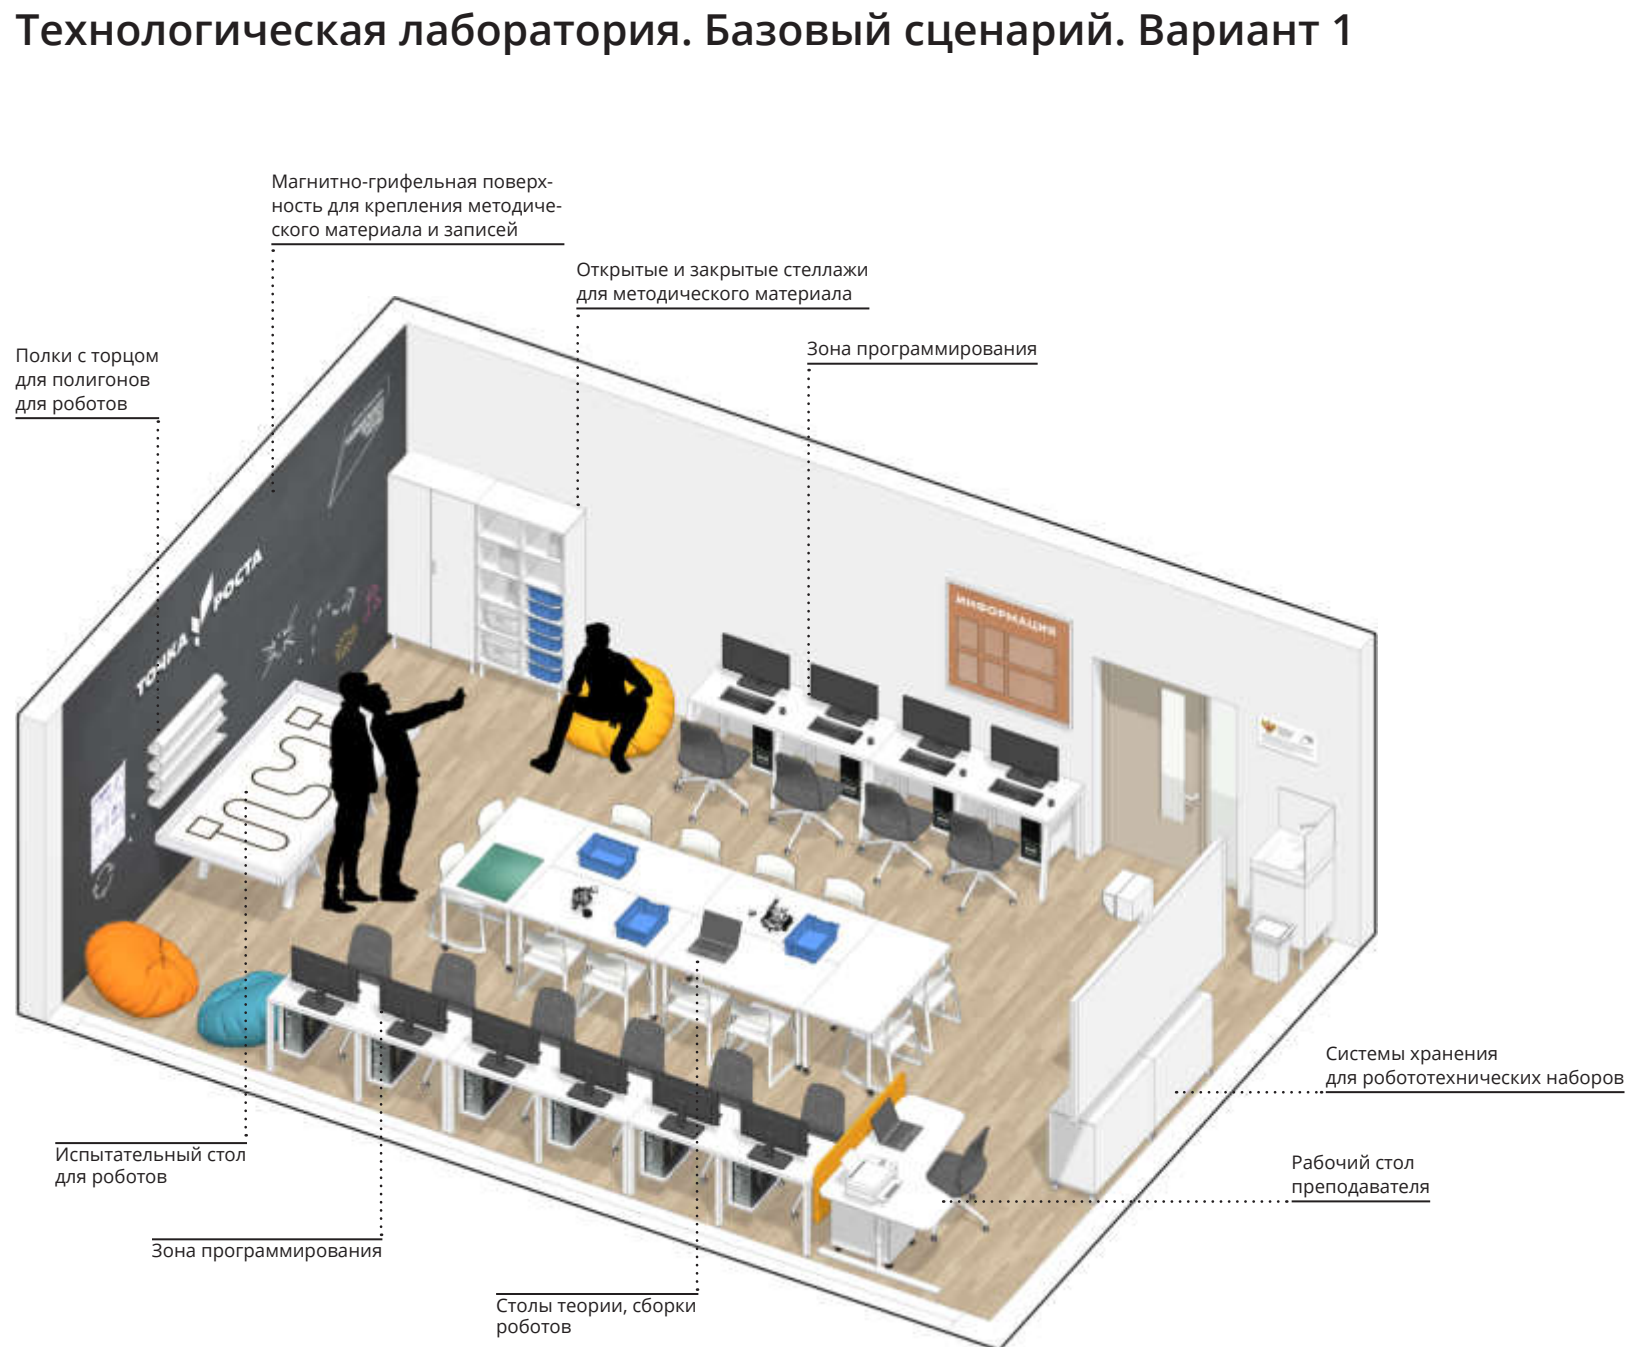 Технологическая лаборатория. Базовый сценарий. Вариант 1
Магнитно-грифельная поверх-
ность для крепления методиче-
ского материала и записей
Открытые и закрытые стеллажи
для методического материала
Зона программирования
Полки с торцом
для полигонов
для роботов
ТОЧКА РОСТА
ИНФОРМАЦИЯ
Системы хранения
для робототехнических наборов
Рабочий стол
преподавателя
Испытательный стол
для роботов
Зона программирования
Столы теории, сборки
роботов